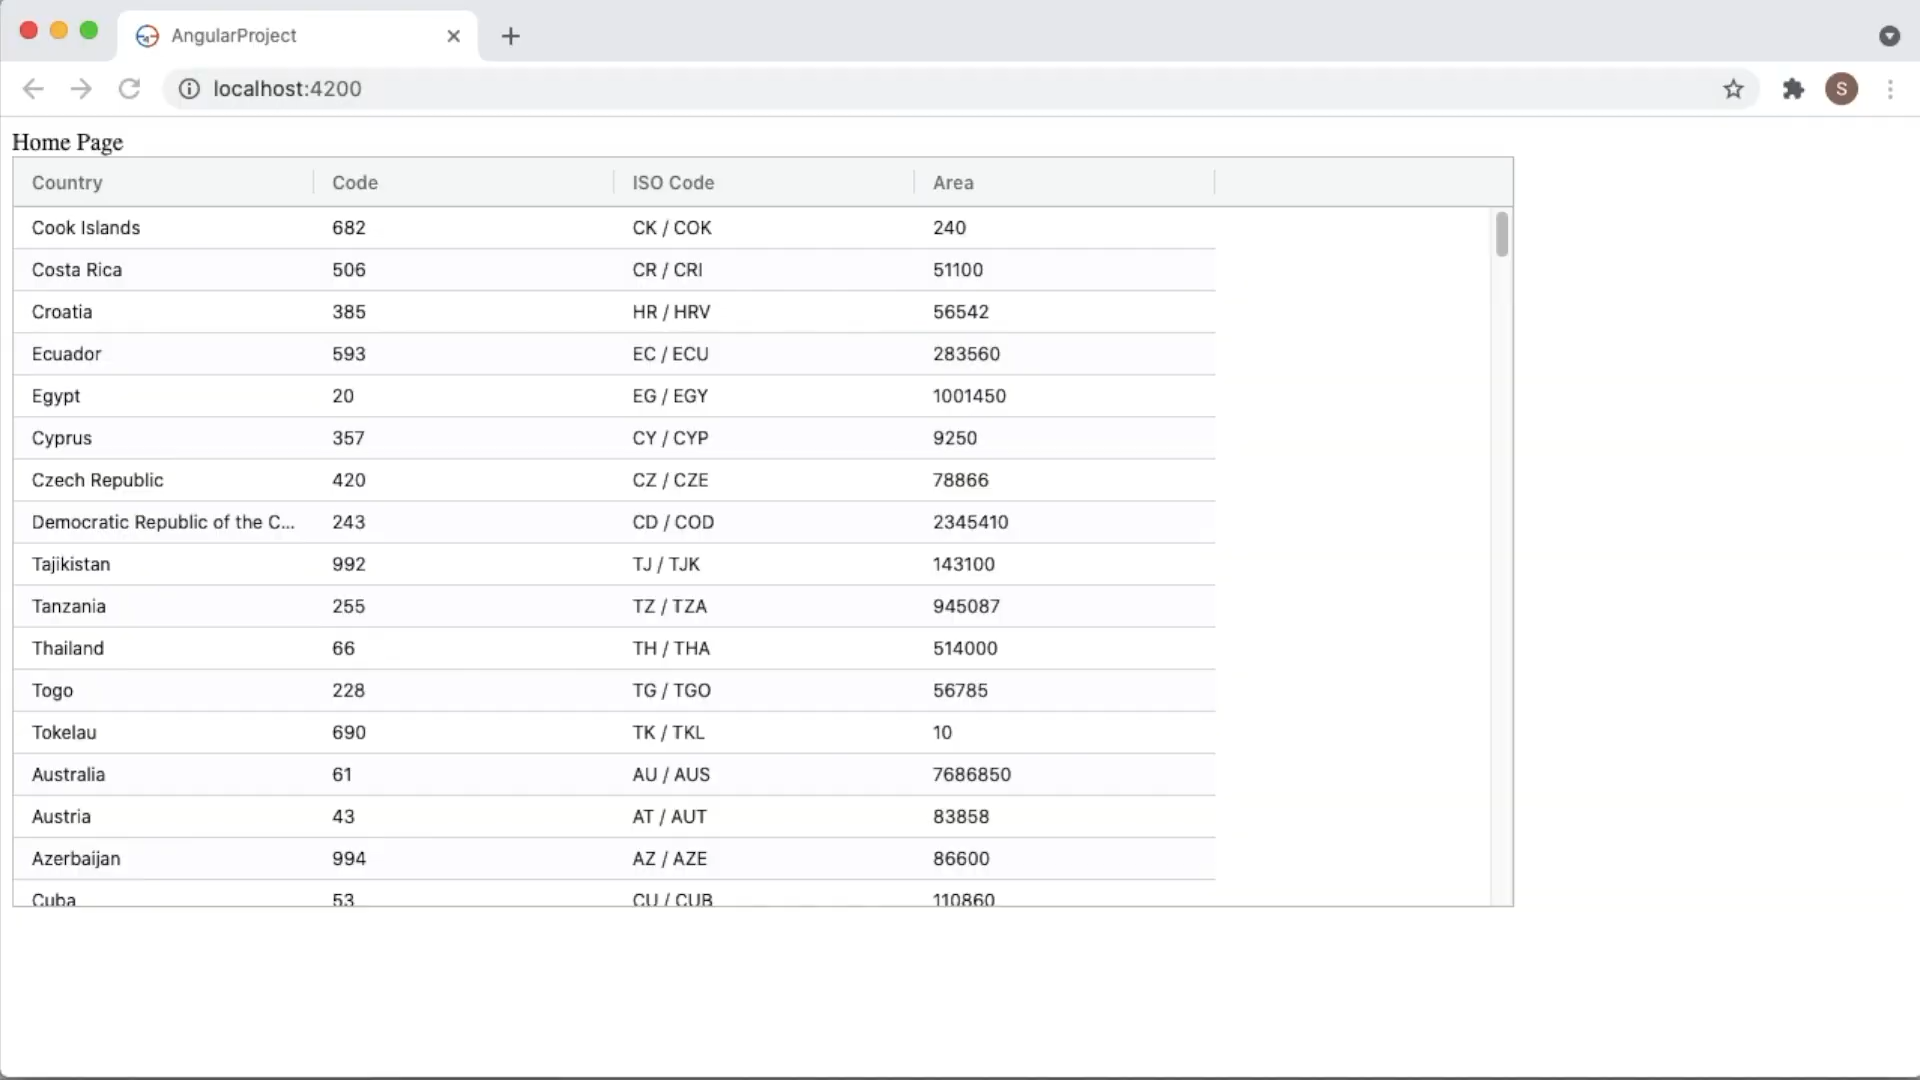 AngularProject
localhost:4200
S
Home Page
Country Code ISO Code Area
Cook Islands 682 CK / COK 240
Costa Rica 506 CR / CRI 51100
Croatia 385 HR / HRV 56542
Ecuador 593 EC / ECU 283560
Egypt 20 EG / EGY 1001450
Cyprus 357 CY / CYP 9250
Czech Republic 420 CZ / CZE 78866
Democratic Republic of the C... 243 CD / COD 2345410
Tajikistan 992 TJ / TJK 143100
Tanzania 255 TZ / TZA 945087
Thailand 66 TH / THA 514000
Togo 228 TG / TGO 56785
Tokelau 690 TK / TKL 10
Australia 61 AU / AUS 7686850
Austria 43 AT / AUT 83858
Azerbaijan 994 AZ / AZE 86600
Cuba 53 CU / CUB 110860